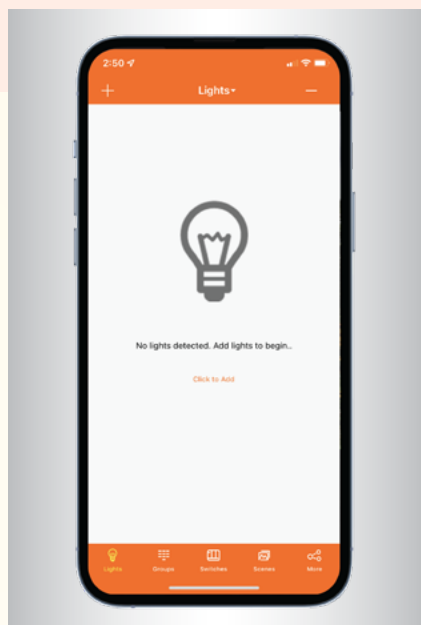 2:50
Lights
No lights detected. Add lights to begin..
Click to Add
Lights Groups Switches Scenes More